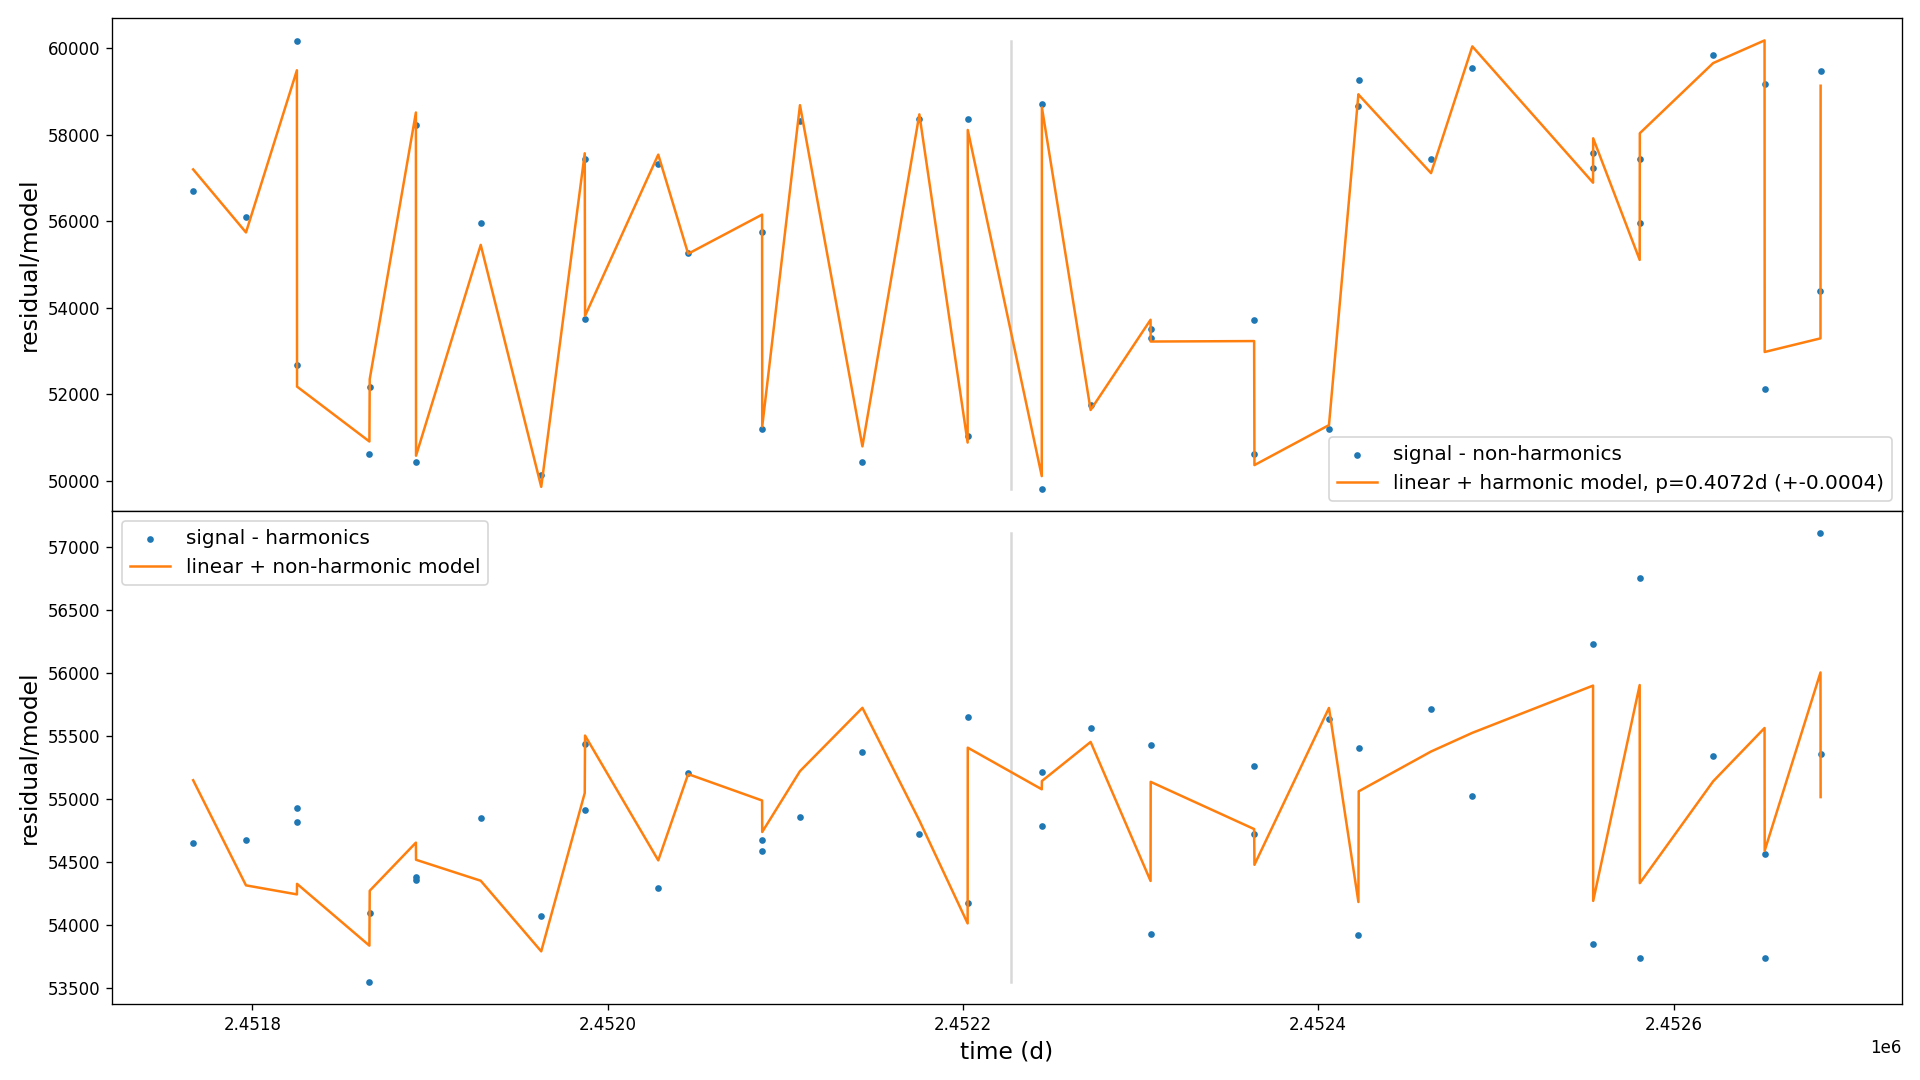 60000
58000
56000
54000
52000
50000
residual/model
signal - non-harmonics
linear + harmonic model, p=0.4072d (+-0.0004)
57000
56500
56000
55500
55000
54500
54000
53500
residual/model
signal - harmonics
linear + non-harmonic model
2.4518
2.4520
2.4522
2.4524
2.4526
time (d)
1e6